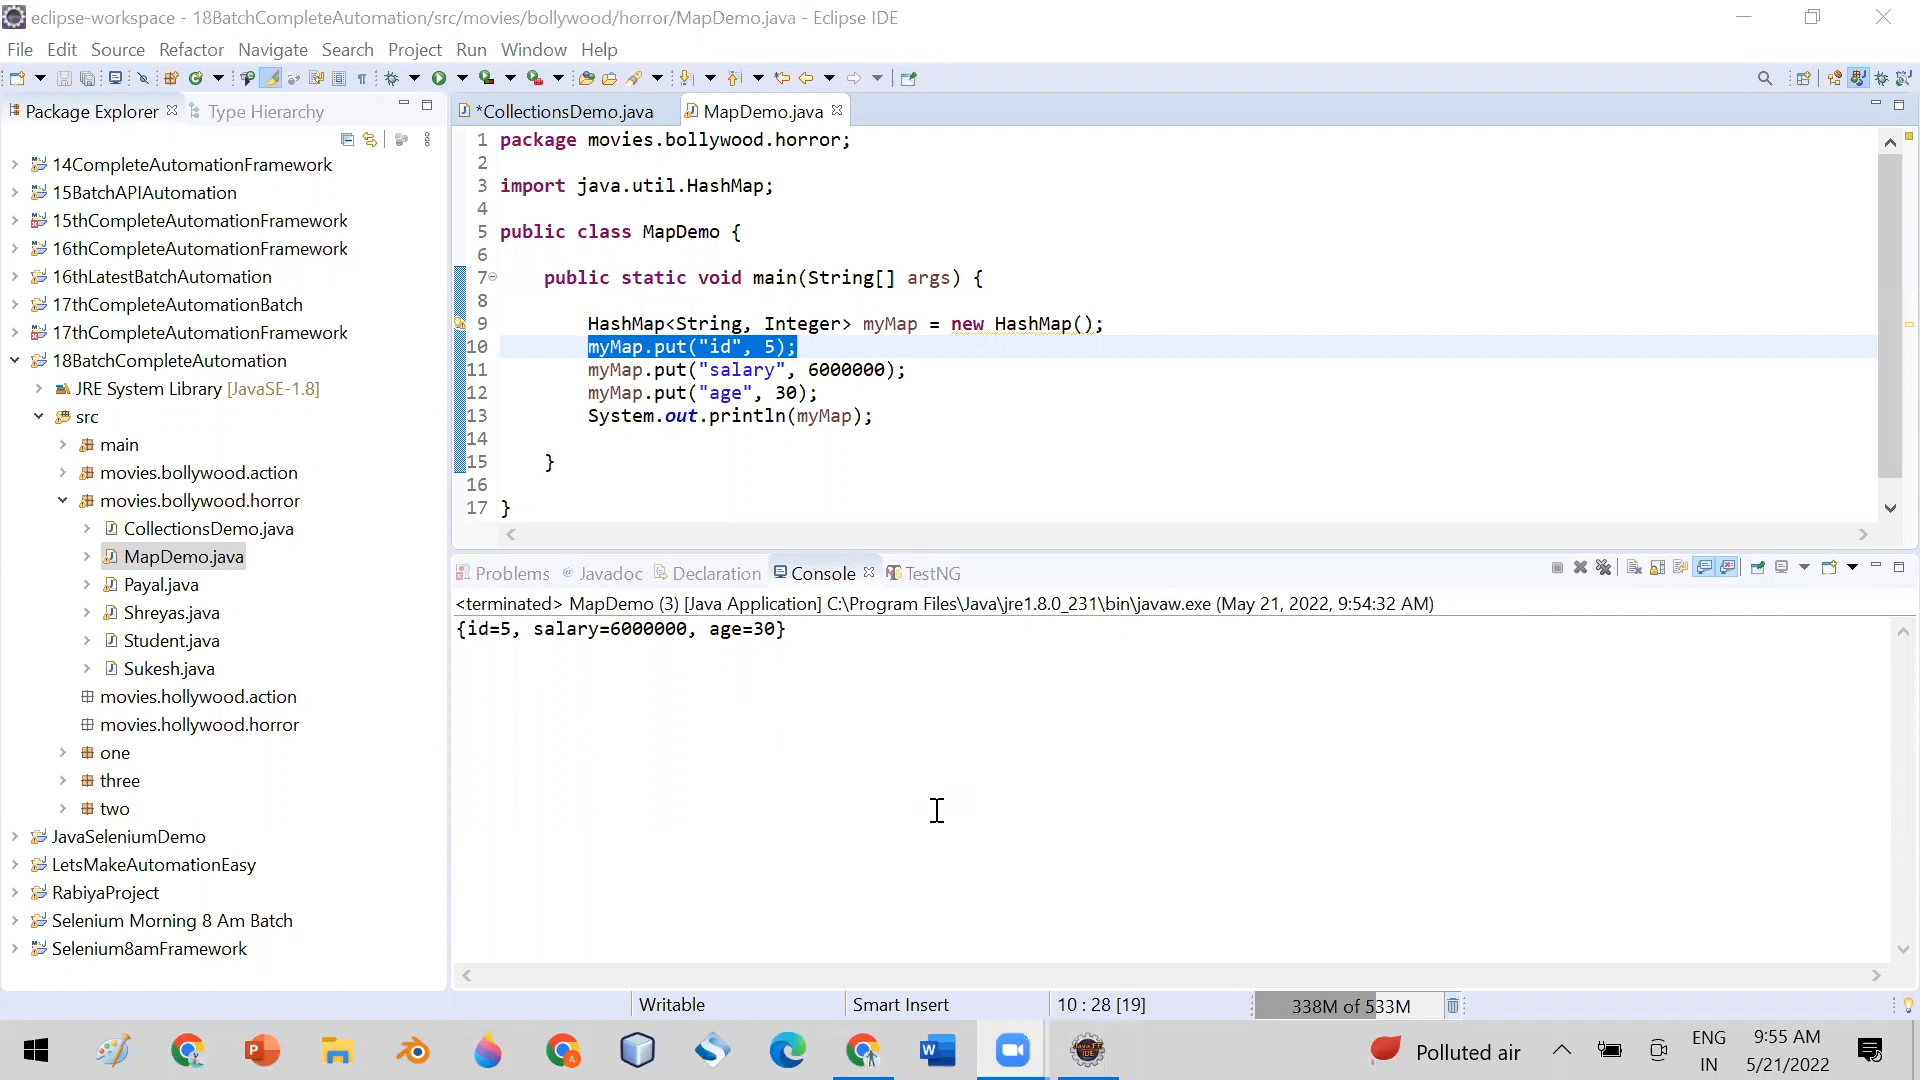 eclipse-workspace - 18BatchCompleteAutomation/src/movies/bollywood/horror/MapDemo.java - Eclipse IDE
File Edit Source Refactor Navigate Search Project Run Window Help
Package Explorer Type Hierarchy
14CompleteAutomationFramework
15BatchAPIAutomation
15thCompleteAutomationFramework
16thCompleteAutomationFramework
16thLatestBatchAutomation
17thCompleteAutomationBatch
17thCompleteAutomationFramework
18BatchCompleteAutomation
JRE System Library [JavaSE-1.8]
src
main
movies.bollywood.action
movies.bollywood.horror
CollectionsDemo.java
MapDemo.java
Payal.java
Shreyas.java
Student.java
Sukesh.java
movies.hollywood.action
movies.hollywood.horror
one
three
two
JavaSeleniumDemo
LetsMakeAutomationEasy
RabiyaProject
Selenium Morning 8 Am Batch
Selenium8amFramework
*CollectionsDemo.java MapDemo.java
1 package movies.bollywood.horror;
2
3 import java.util.HashMap;
4
5 public class MapDemo {
6
7 public static void main(String[] args) {
8
9 HashMap<String, Integer> myMap = new HashMap();
10 myMap.put("id", 5);
11 myMap.put("salary", 6000000);
12 myMap.put("age", 30);
13 System.out.println(myMap);
14
15 }
16
17 }
Problems Javadoc Declaration Console TestNG
<terminated> MapDemo (3) [Java Application] C:\Program Files\Java\jre1.8.0_231\bin\javaw.exe (May 21, 2022, 9:54:32 AM)
{id=5, salary=6000000, age=30}
Writable Smart Insert 10 : 28 [19] 338M of 533M
Polluted air ENG IN 9:55 AM 5/21/2022